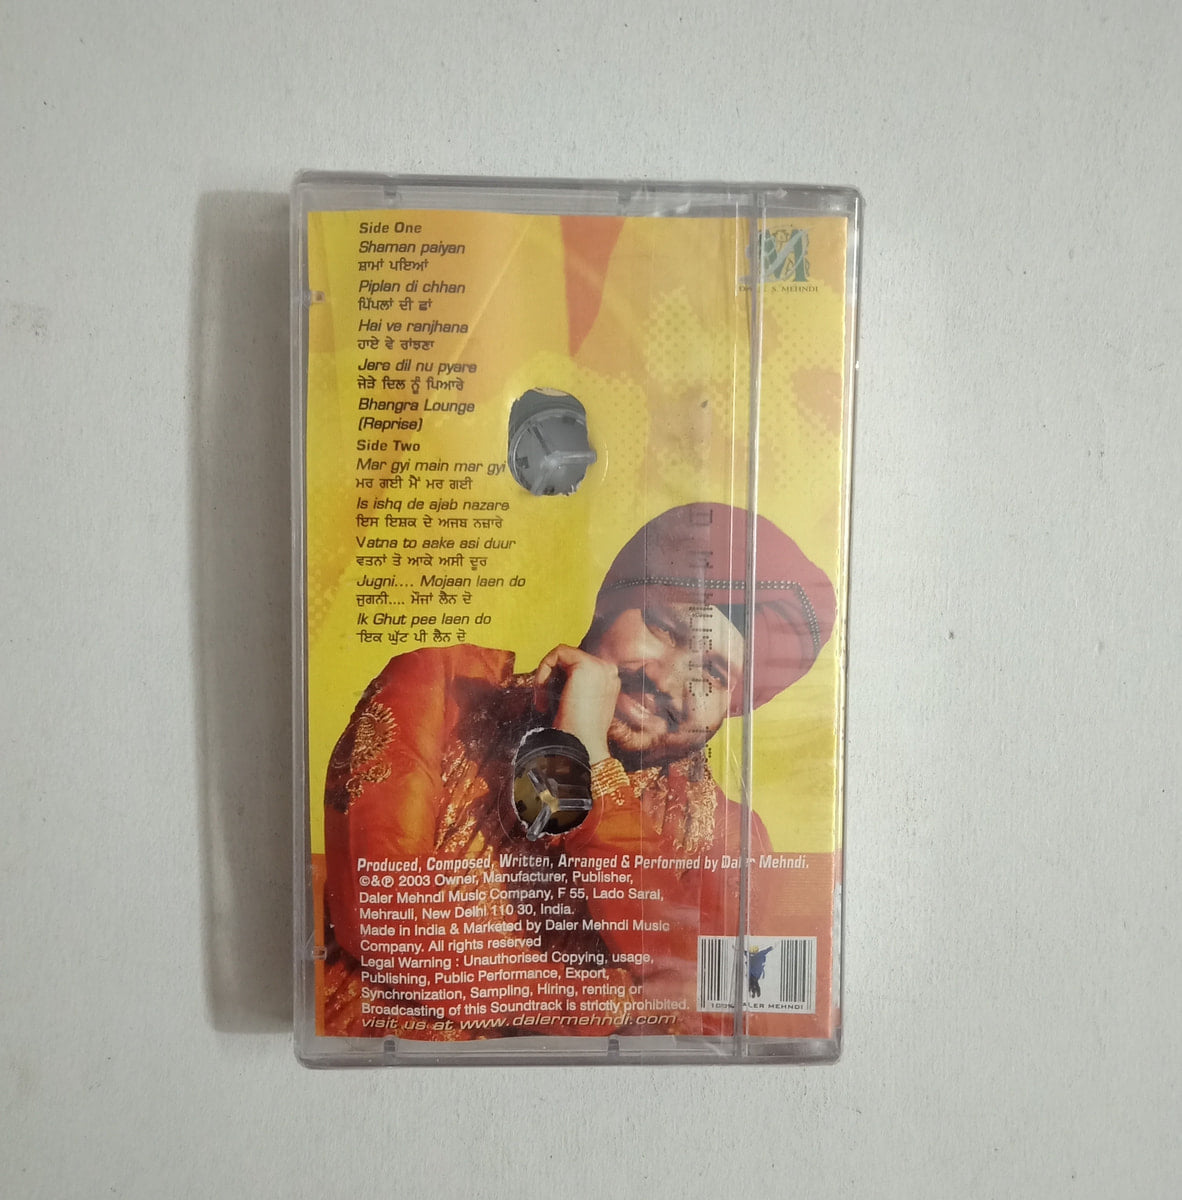 Side One
Shaman paiyan
ਸ਼ਾਮਾਂ ਪਇਆਂ
Piplan di chhan
ਪਿੱਪਲਾਂ ਦੀ ਛਾਂ
Hai ve ranjhana
ਹਾਏ ਵੇ ਰਾਂਝਣਾ
Jere dil nu pyare
ਜੇੜੇ ਦਿਲ ਨੂੰ ਪਿਆਰੇ
Bhangra Lounge
(Reprise)
Side Two
Mar gyi main mar gyi
ਮਰ ਗਈ ਮੈਂ ਮਰ ਗਈ
Is ishq de ajab nazare
ਇਸ ਇਸ਼ਕ ਦੇ ਅਜਬ ਨਜ਼ਾਰੇ
Vatna to aake asi duur
ਵਤਨਾਂ ਤੋ ਆਕੇ ਅਸੀ ਦੂਰ
Jugni.... Mojaan laen do
ਜੁਗਨੀ.... ਮੌਜਾਂ ਲੈਨ ਦੋ
Ik Ghut pee laen do
ਇਕ ਘੁੱਟ ਪੀ ਲੈਨ ਦੋ
S. MEHNDI
Produced, Composed, Written, Arranged & Performed by Daler Mehndi.
©&℗ 2003 Owner, Manufacturer, Publisher,
Daler Mehndi Music Company, F 55, Lado Sarai,
Mehrauli, New Delhi 110 30, India.
Made in India & Marketed by Daler Mehndi Music
Company. All rights reserved
Legal Warning : Unauthorised Copying, usage,
Publishing, Public Performance, Export,
Synchronization, Sampling, Hiring, renting or
Broadcasting of this Soundtrack is strictly prohibited.
visit us at www.dalermehndi.com
100% DALER MEHNDI